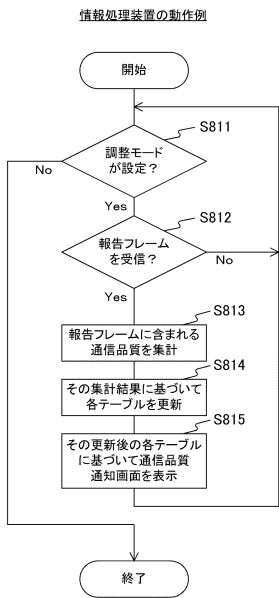 情報処理装置の動作例
開始
S811
調整モード
が設定？
No
Yes
S812
報告フレーム
を受信？
No
Yes
S813
報告フレームに含まれる
通信品質を集計
S814
その集計結果に基づいて
各テーブルを更新
S815
その更新後の各テーブル
に基づいて通信品質
通知画面を表示
終了